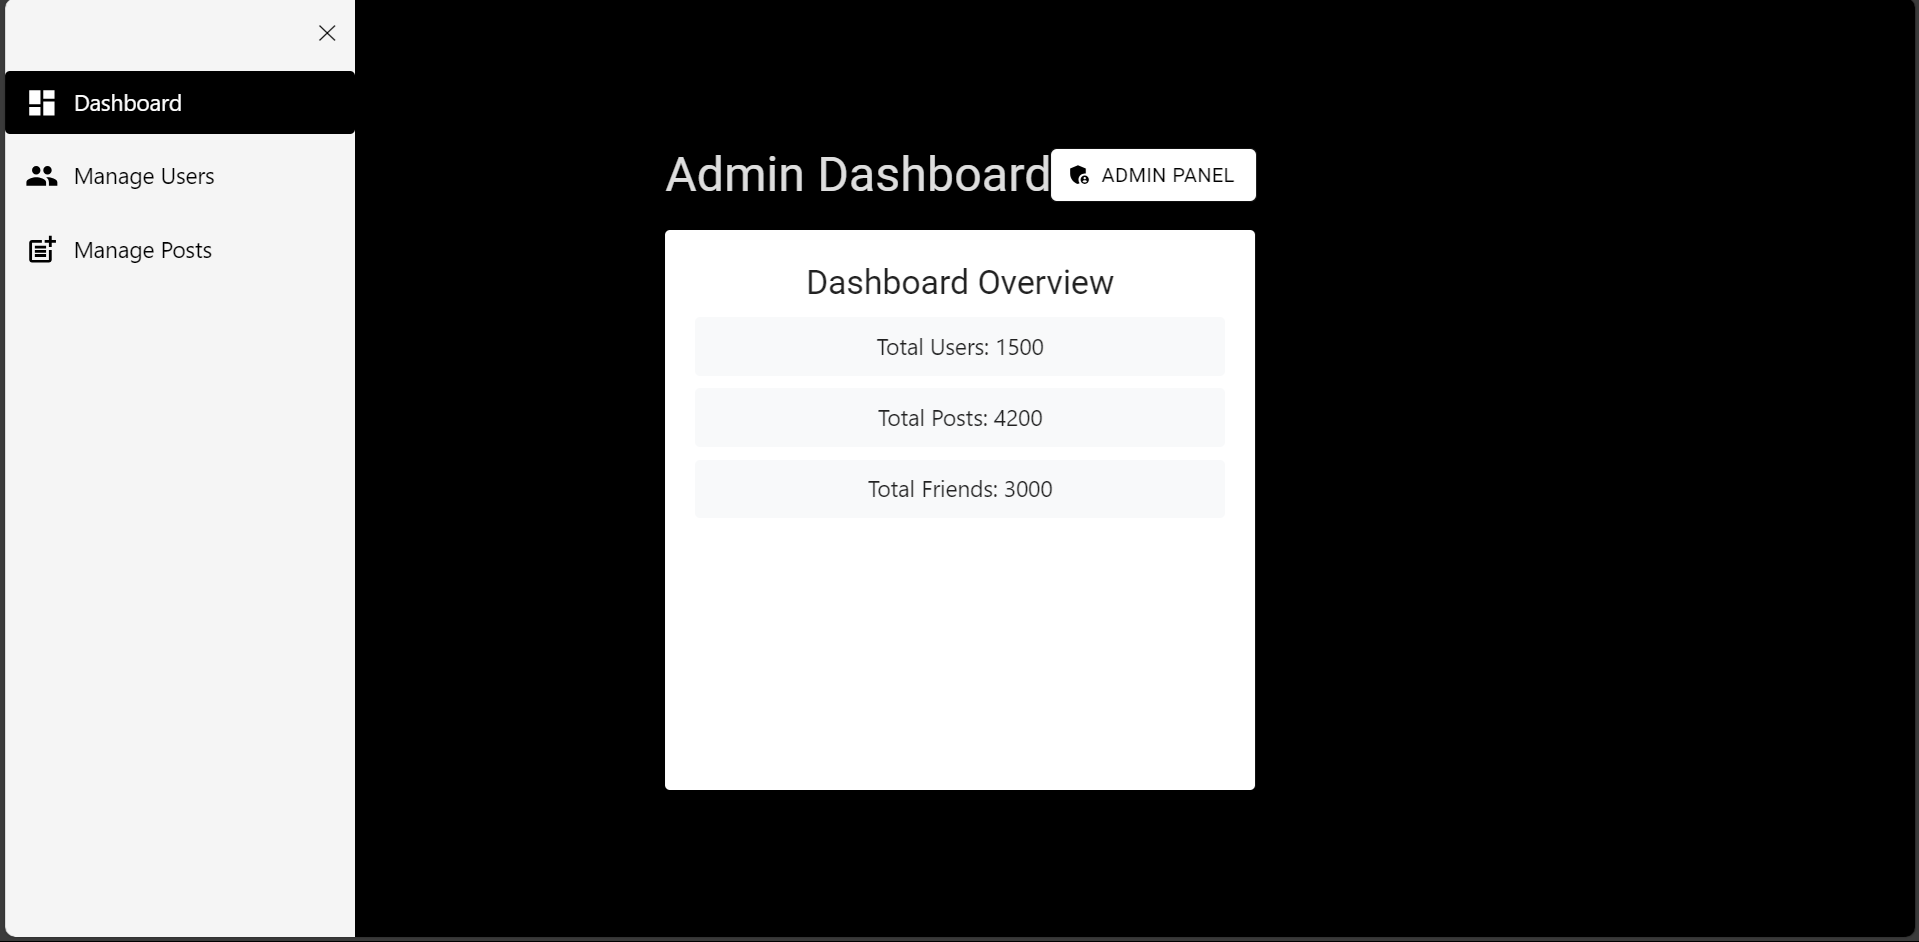 Dashboard
Manage Users
Manage Posts
Admin Dashboard
ADMIN PANEL
Dashboard Overview
Total Users: 1500
Total Posts: 4200
Total Friends: 3000